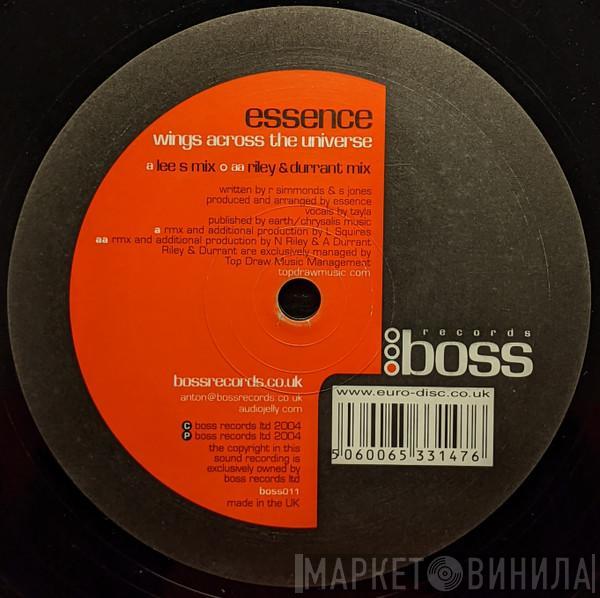 essence
wings across the universe
a lee s mix o aa riley & durrant mix
written by r simmonds & s jones
produced and arranged by essence
vocals by tayla
published by earth/chrysalis music
a rmx and additional production by L Squires
aa rmx and additional production by N Riley & A Durrant
Riley & Durrant are exclusively managed by
Top Draw Music Management
topdrawmusic com
records
boss
www.euro-disc.co.uk
5 060065 331476
bossrecords.co.uk
anton@bossrecords.co uk
audiojelly com
C boss records ltd 2004
P boss records ltd 2004
the copyright in this
sound recording is
exclusively owned by
boss records ltd
boss011
made in the UK
МАРКЕТ ВИНИЛА